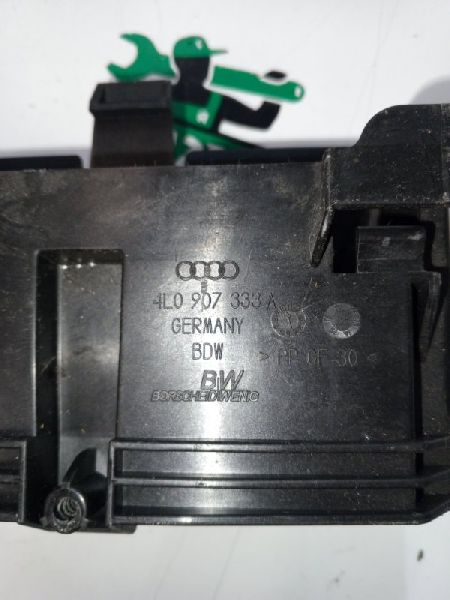 4L0 907 333 A
GERMANY
BDW >PP GF 30
BW
BORSCHEID+WENIG